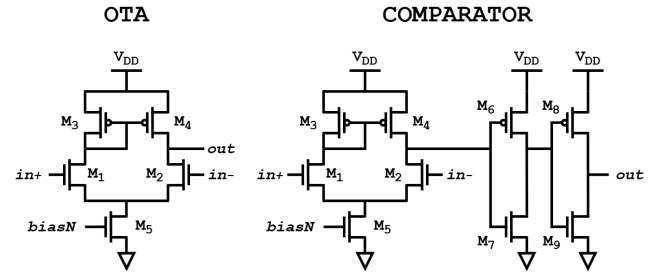 OTA COMPARATOR
VDD VDD VDD VDD
M3 M4 M3 M4 M6 M8
out
in+ M1 M2 in- in+ M1 M2 in- out
biasN M5 biasN M5 M7 M9